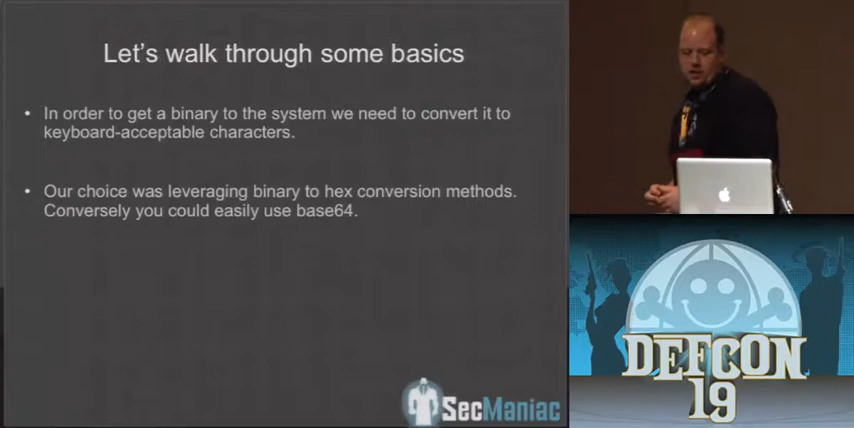 Let's walk through some basics
• In order to get a binary to the system we need to convert it to
keyboard-acceptable characters.
• Our choice was leveraging binary to hex conversion methods.
Conversely you could easily use base64.
SecManiac
DEFCON
19